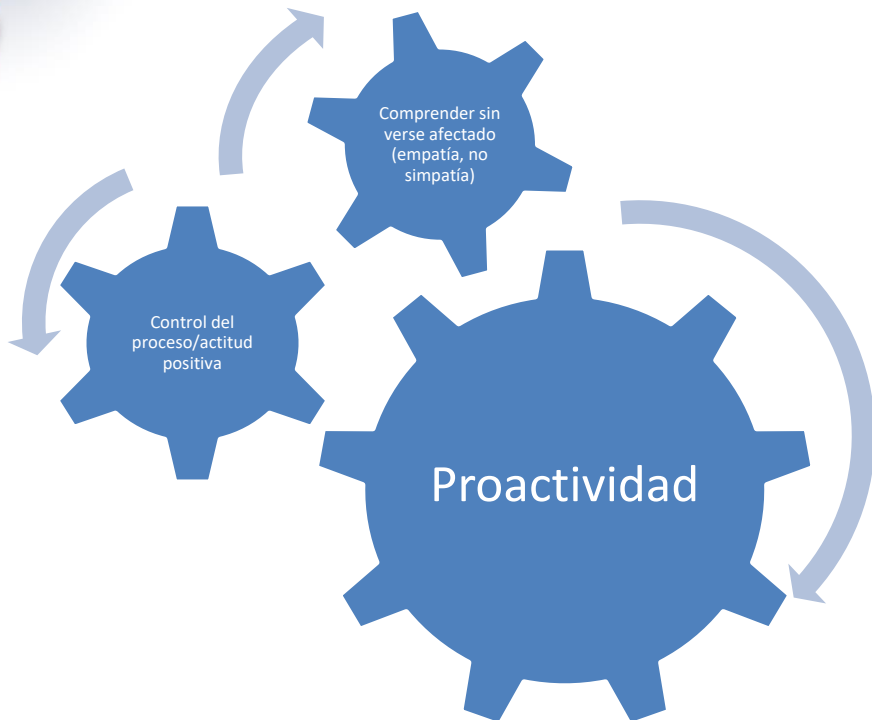 Comprender sin
verse afectado
(empatía, no
simpatía)
Control del
proceso/actitud
positiva
Proactividad